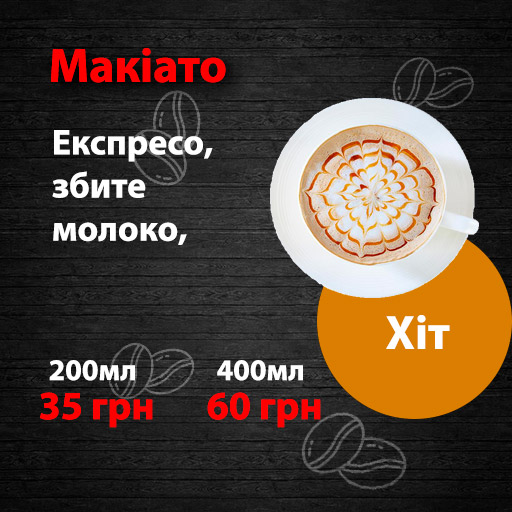 Макіато
Експресо,
збите
молоко,
Хіт
200мл 400мл
35 грн 60 грн